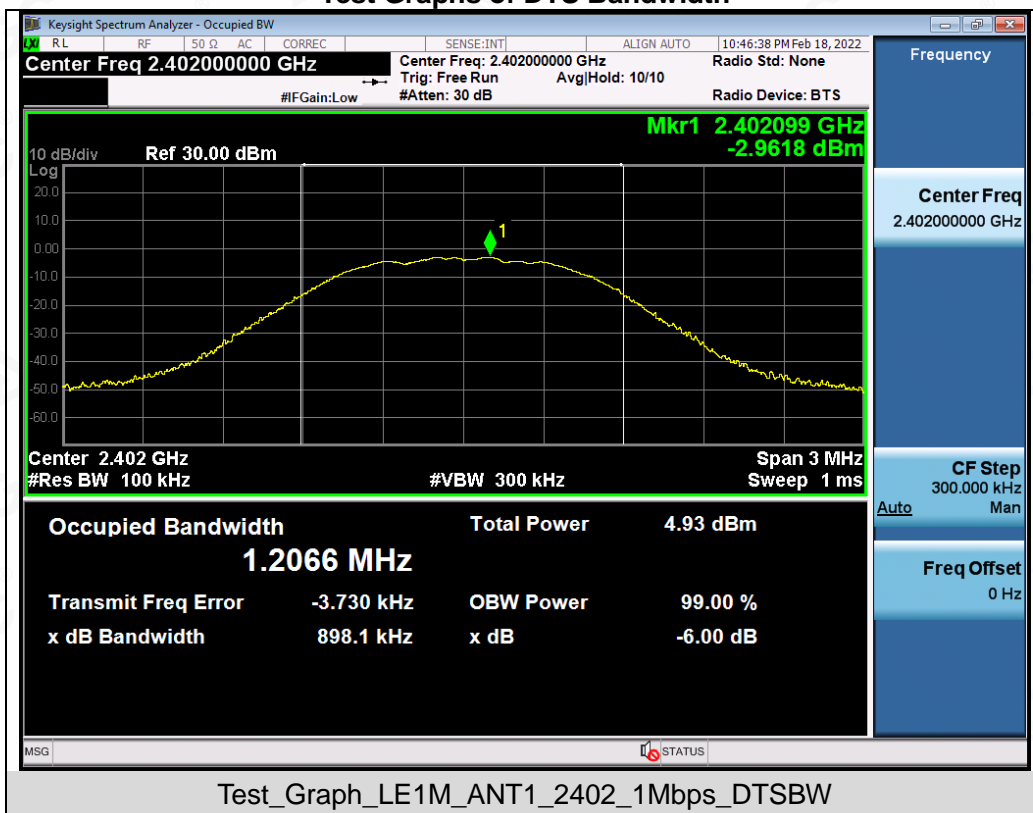 Test Graphs of DTS Bandwidth
Keysight Spectrum Analyzer - Occupied BW
LXI RL RF 50 Ω AC CORREC SENSE:INT ALIGN AUTO 10:46:38 PM Feb 18, 2022
Center Freq 2.402000000 GHz
Center Freq: 2.402000000 GHz
Radio Std: None
Trig: Free Run Avg|Hold: 10/10
#IFGain:Low #Atten: 30 dB Radio Device: BTS
Frequency
Mkr1 2.402099 GHz
-2.9618 dBm
10 dB/div Ref 30.00 dBm
Log
20.0
10.0
0.00
-10.0
-20.0
-30.0
-40.0
-50.0
-60.0
1
Center 2.402 GHz Span 3 MHz
#Res BW 100 kHz #VBW 300 kHz Sweep 1 ms
Center Freq
2.402000000 GHz
CF Step
300.000 kHz
Auto Man
Freq Offset
0 Hz
Occupied Bandwidth Total Power 4.93 dBm
1.2066 MHz
Transmit Freq Error -3.730 kHz OBW Power 99.00 %
x dB Bandwidth 898.1 kHz x dB -6.00 dB
MSG STATUS
Test_Graph_LE1M_ANT1_2402_1Mbps_DTSBW